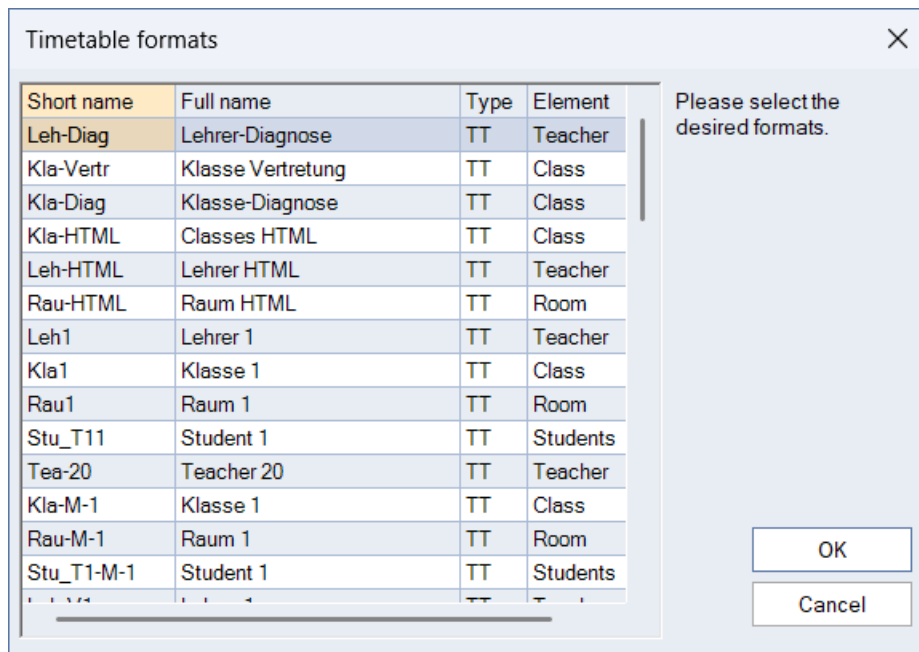 Timetable formats
Short name Full name Type Element
Leh-Diag Lehrer-Diagnose TT Teacher
Kla-Vertr Klasse Vertretung TT Class
Kla-Diag Klasse-Diagnose TT Class
Kla-HTML Classes HTML TT Class
Leh-HTML Lehrer HTML TT Teacher
Rau-HTML Raum HTML TT Room
Leh1 Lehrer 1 TT Teacher
Kla1 Klasse 1 TT Class
Rau1 Raum 1 TT Room
Stu_T11 Student 1 TT Students
Tea-20 Teacher 20 TT Teacher
Kla-M-1 Klasse 1 TT Class
Rau-M-1 Raum 1 TT Room
Stu_T1-M-1 Student 1 TT Students
Please select the
desired formats.
OK
Cancel